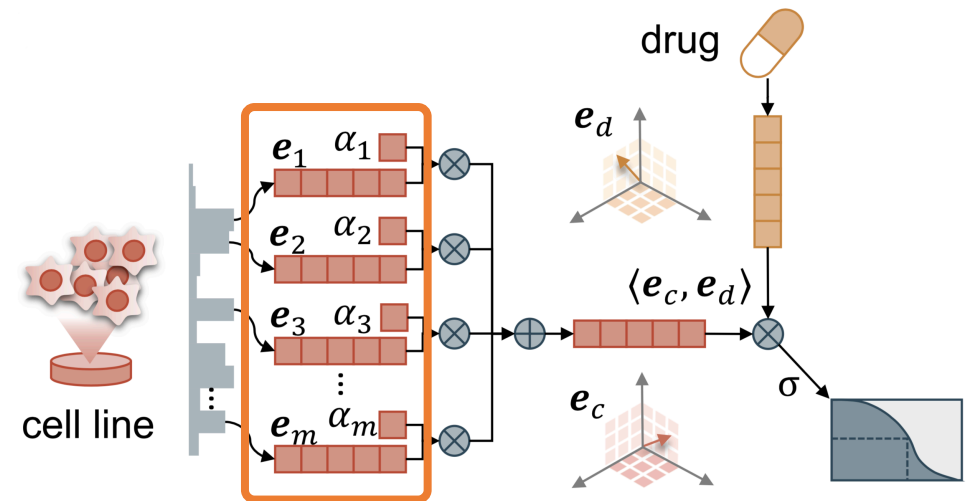 drug
e_d
e_1 α_1
e_2 α_2
e_3 α_3
⋮
e_m α_m
⋮
cell line
⟨e_c, e_d⟩
e_c
σ